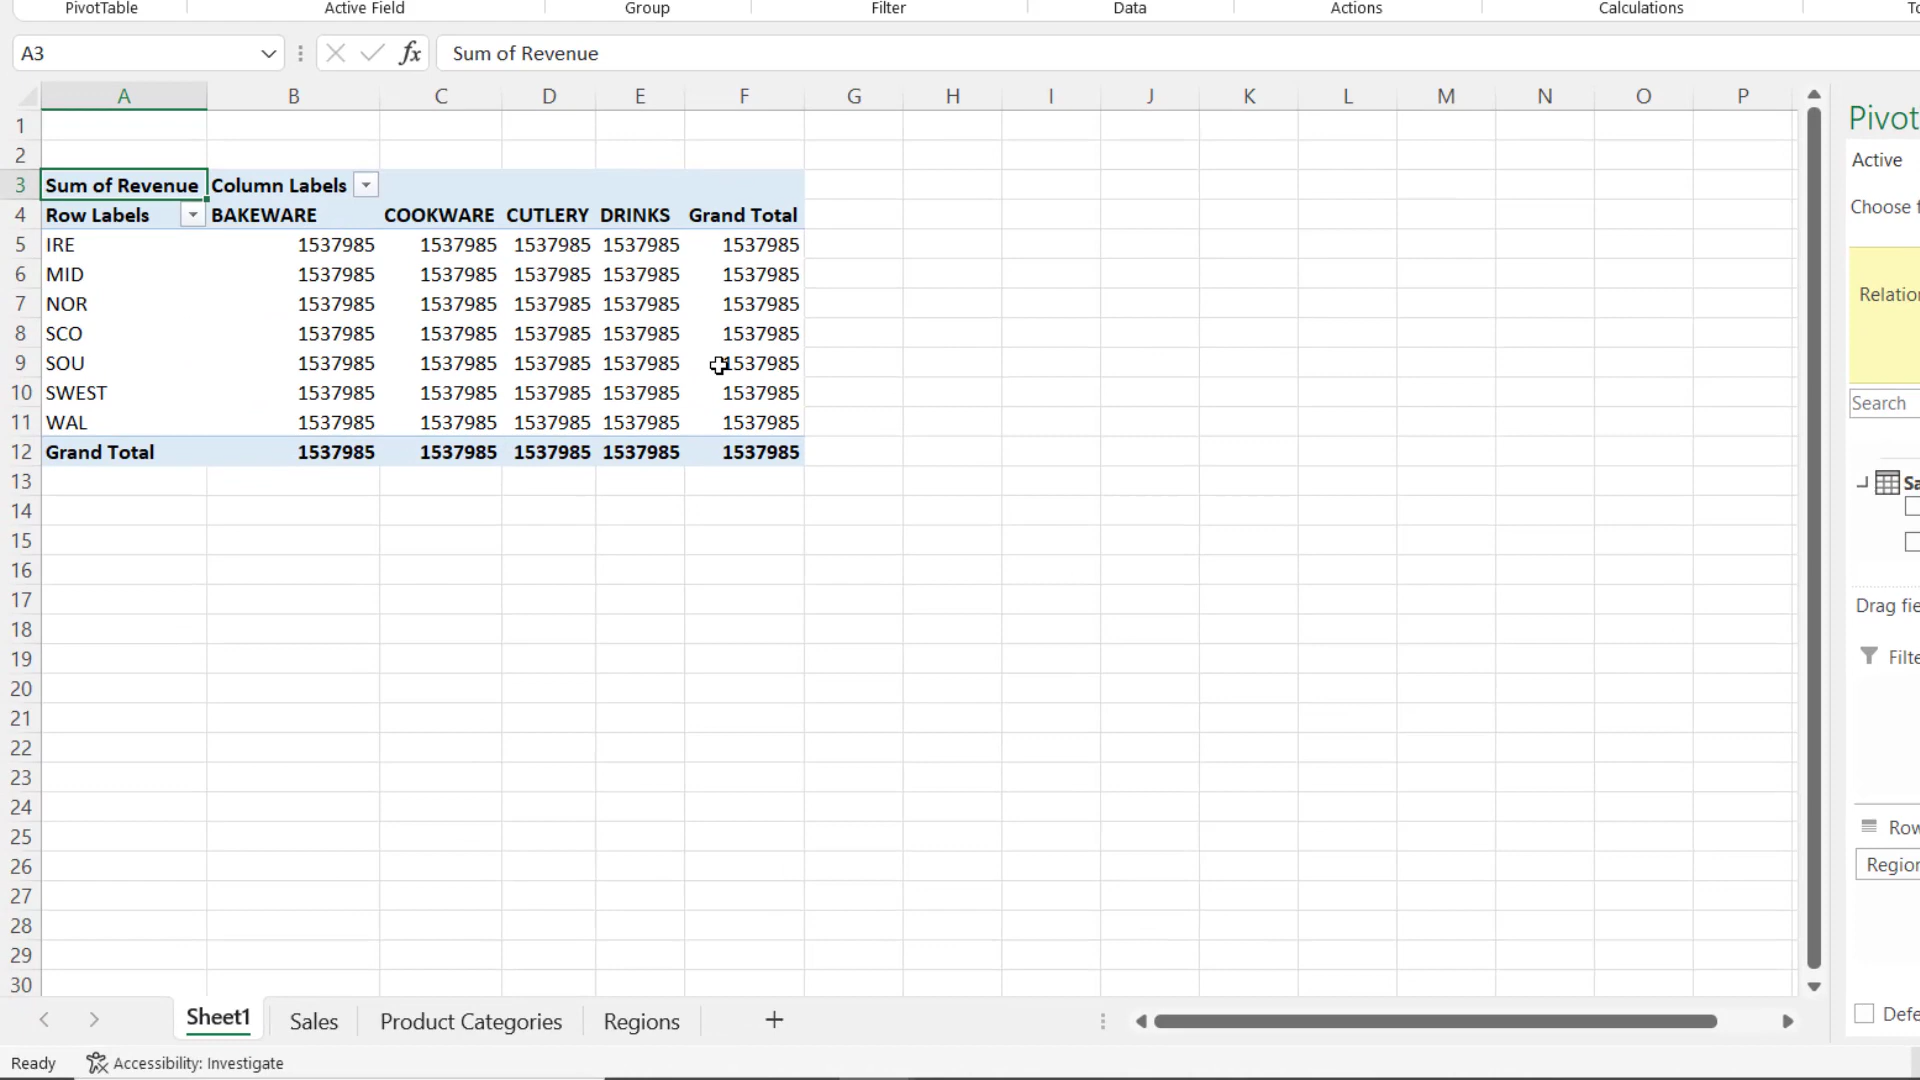 PivotTable Active Field Group Filter Data Actions Calculations
A3 fx Sum of Revenue
A B C D E F G H I J K L M N O P
1
2
3 Sum of Revenue Column Labels
4 Row Labels BAKEWARE COOKWARE CUTLERY DRINKS Grand Total
5 IRE 1537985 1537985 1537985 1537985 1537985
6 MID 1537985 1537985 1537985 1537985 1537985
7 NOR 1537985 1537985 1537985 1537985 1537985
8 SCO 1537985 1537985 1537985 1537985 1537985
9 SOU 1537985 1537985 1537985 1537985 1537985
10 SWEST 1537985 1537985 1537985 1537985 1537985
11 WAL 1537985 1537985 1537985 1537985 1537985
12 Grand Total 1537985 1537985 1537985 1537985 1537985
13
14
15
16
17
18
19
20
21
22
23
24
25
26
27
28
29
30
Pivot
Active
Choose f
Relation
Search
Sa
Drag fie
Filte
Row
Region
Defe
Sheet1 Sales Product Categories Regions +
Ready Accessibility: Investigate